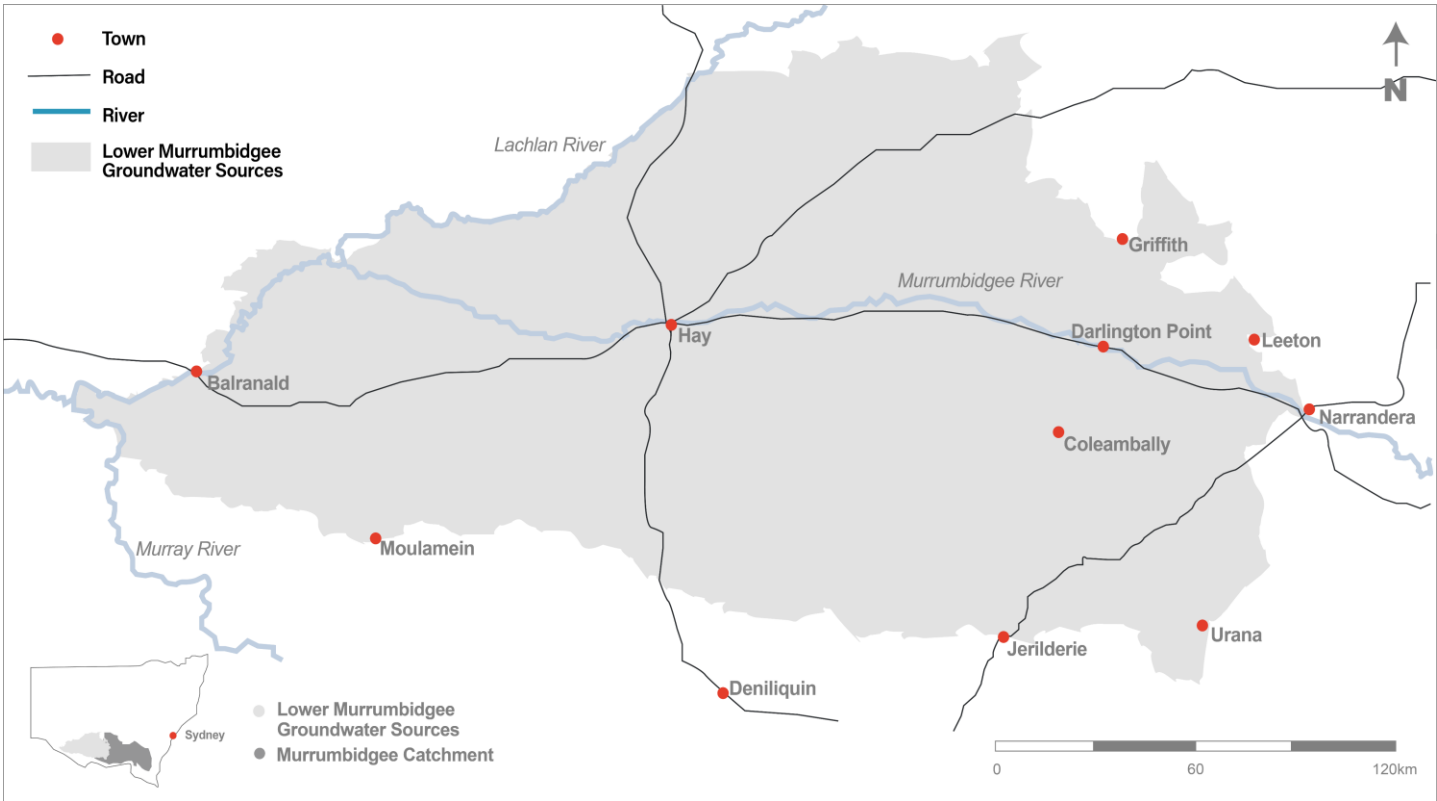 Town
Road
River
Lower Murrumbidgee
Groundwater Sources
N
Lachlan River
Griffith
Murrumbidgee River
Hay
Darlington Point
Leeton
Balranald
Narrandera
Coleambally
Murray River
Moulamein
Urana
Jerilderie
Deniliquin
Lower Murrumbidgee
Groundwater Sources
Murrumbidgee Catchment
Sydney
0 60 120km